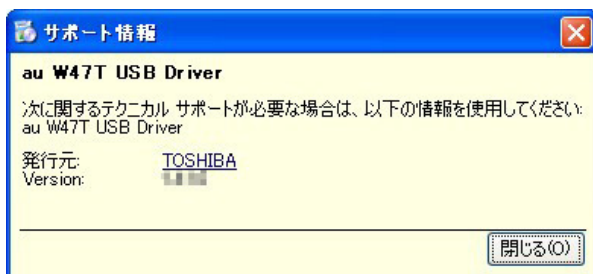 サポート情報
au W47T USB Driver
次に関するテクニカル サポートが必要な場合は、以下の情報を使用してください:
au W47T USB Driver
発行元: TOSHIBA
Version:
閉じる(O)